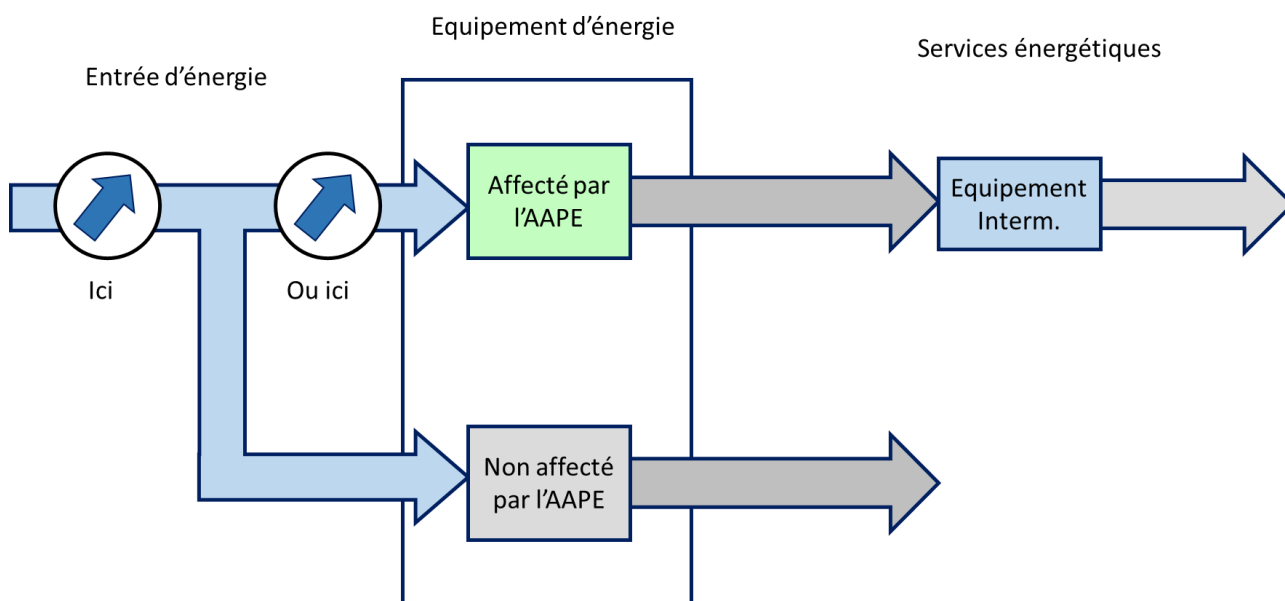 Equipement d'énergie
Services énergétiques
Entrée d'énergie
Affecté par
l'AAPE
Equipement
Interm.
Ici
Ou ici
Non affecté
par l'AAPE